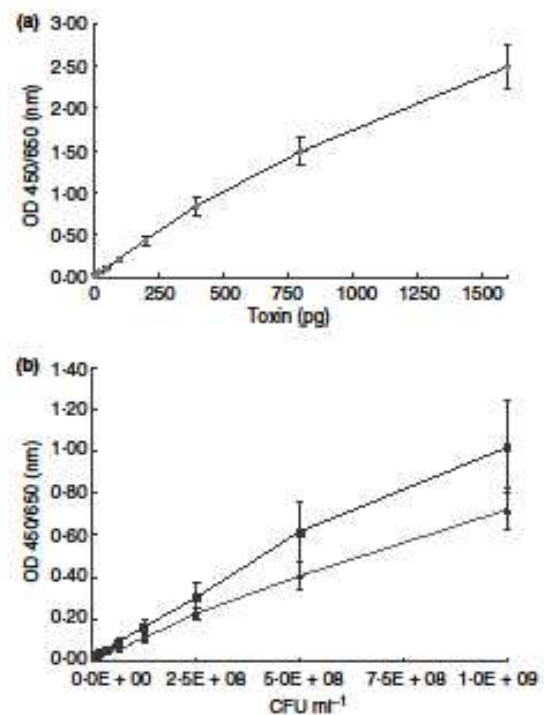 (a)
3·00
2·50
2·00
1·50
1·00
0·50
0·00
OD 450/650 (nm)
0 250 500 750 1000 1250 1500
Toxin (pg)
(b)
1·40
1·20
1·00
0·80
0·60
0·40
0·20
0·00
OD 450/650 (nm)
0·0E + 00 2·5E + 08 5·0E + 08 7·5E + 08 1·0E + 09
CFU ml⁻¹